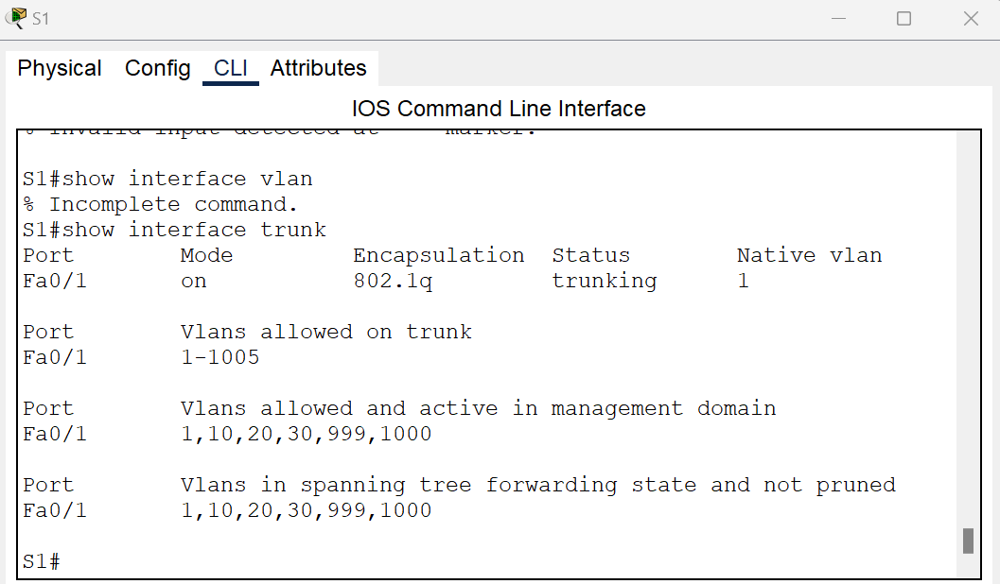 S1
Physical Config CLI Attributes
IOS Command Line Interface
% Invalid input detected at marker.
S1#show interface vlan
% Incomplete command.
S1#show interface trunk
Port Mode Encapsulation Status Native vlan
Fa0/1 on 802.1q trunking 1
Port Vlans allowed on trunk
Fa0/1 1-1005
Port Vlans allowed and active in management domain
Fa0/1 1,10,20,30,999,1000
Port Vlans in spanning tree forwarding state and not pruned
Fa0/1 1,10,20,30,999,1000
S1#